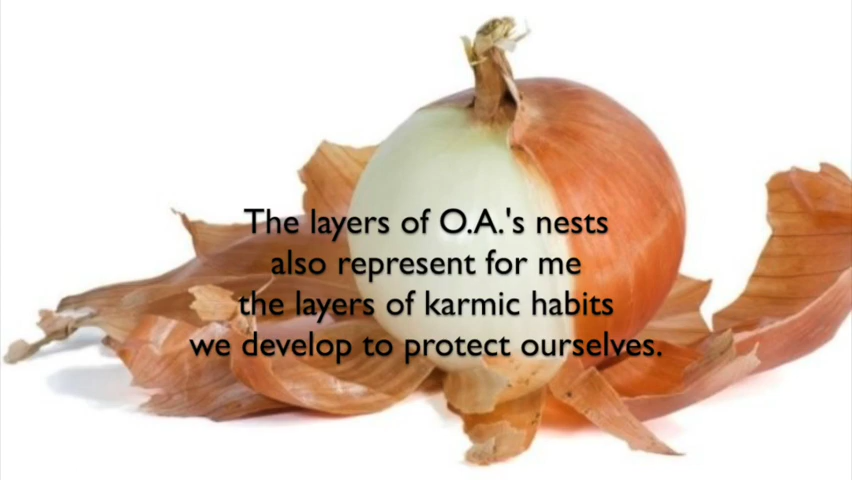 The layers of O.A.'s nests
also represent for me
the layers of karmic habits
we develop to protect ourselves.